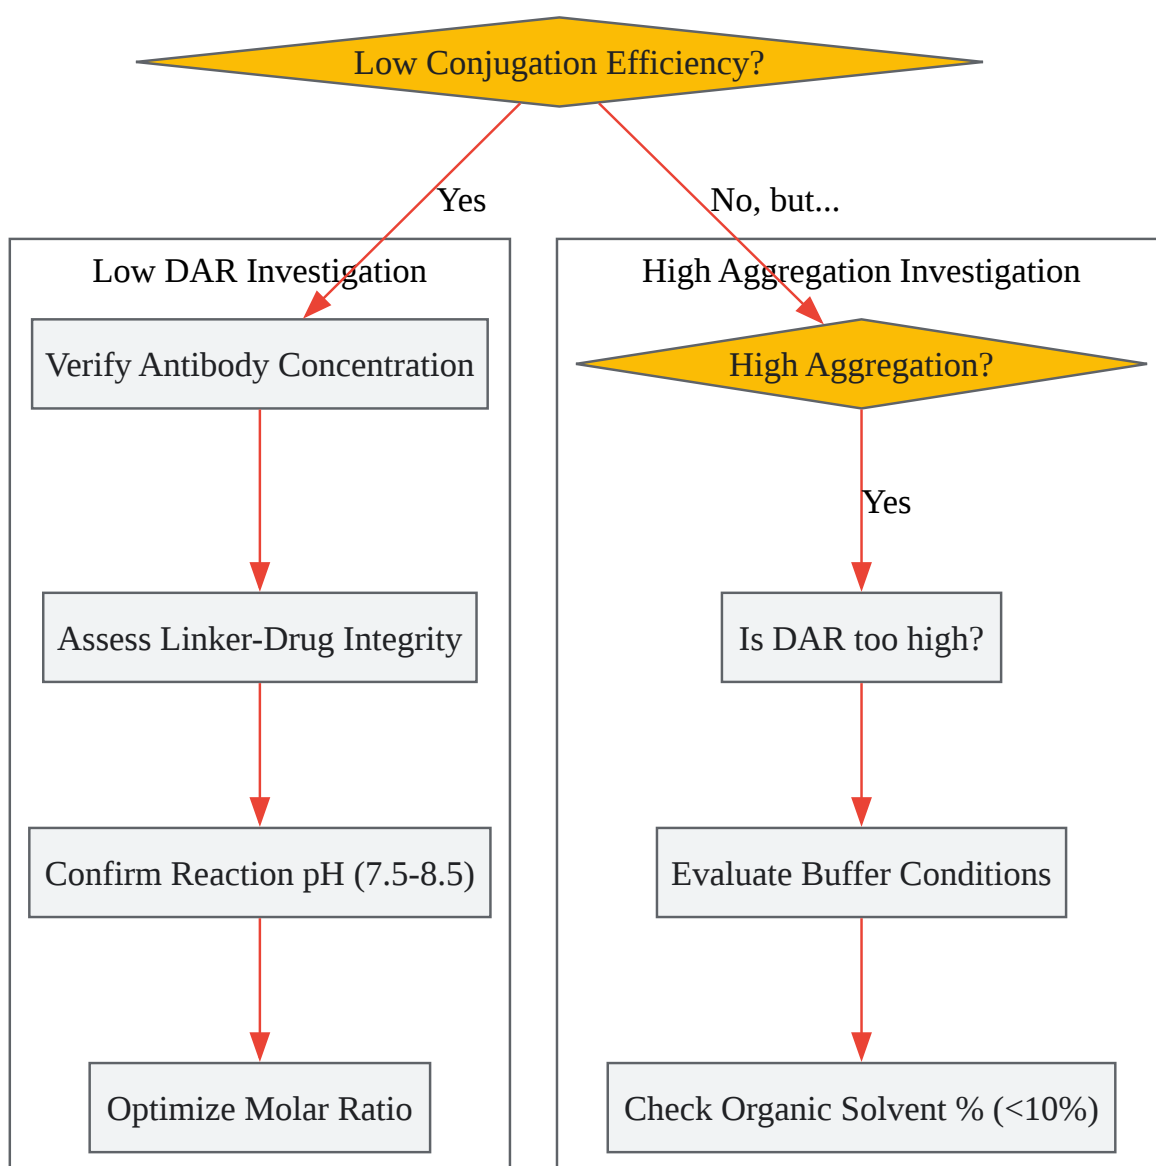 Low Conjugation Efficiency?
Yes
No, but...
Low DAR Investigation
Verify Antibody Concentration
Assess Linker-Drug Integrity
Confirm Reaction pH (7.5-8.5)
Optimize Molar Ratio
High Aggregation Investigation
High Aggregation?
Yes
Is DAR too high?
Evaluate Buffer Conditions
Check Organic Solvent % (<10%)